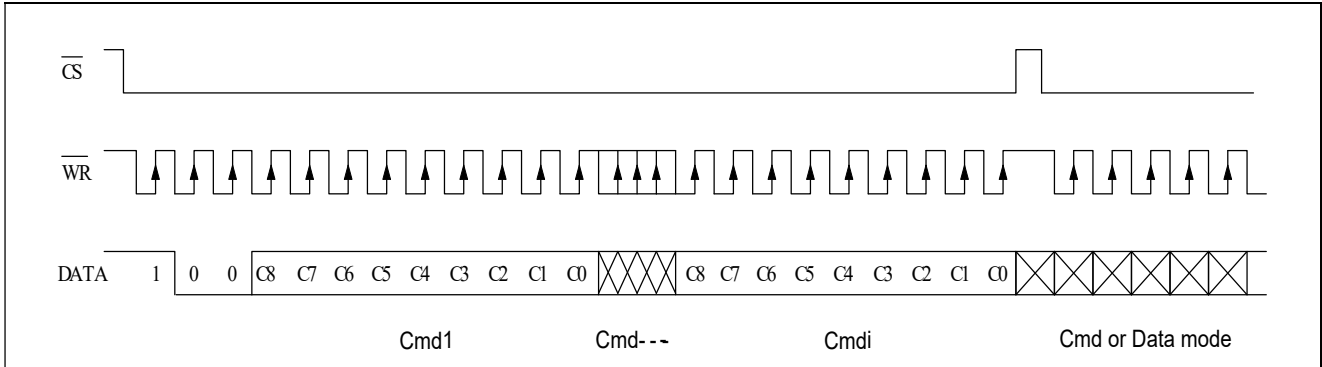 CS
WR
DATA 1 0 0 C8 C7 C6 C5 C4 C3 C2 C1 C0 C8 C7 C6 C5 C4 C3 C2 C1 C0
Cmd1 Cmd--- Cmdi Cmd or Data mode